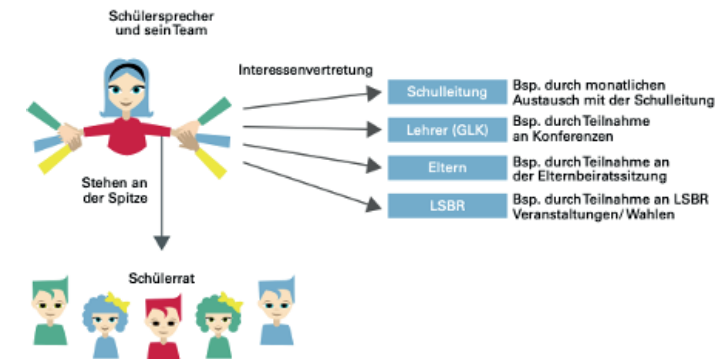 Schülersprecher
und sein Team
Interessenvertretung
Schulleitung
Bsp. durch monatlichen
Austausch mit der Schulleitung
Lehrer (GLK)
Bsp. durch Teilnahme
an Konferenzen
Eltern
Bsp. durch Teilnahme an
der Elternbeiratssitzung
LSBR
Bsp. durch Teilnahme an LSBR
Veranstaltungen/ Wahlen
Stehen an
der Spitze
Schülerrat